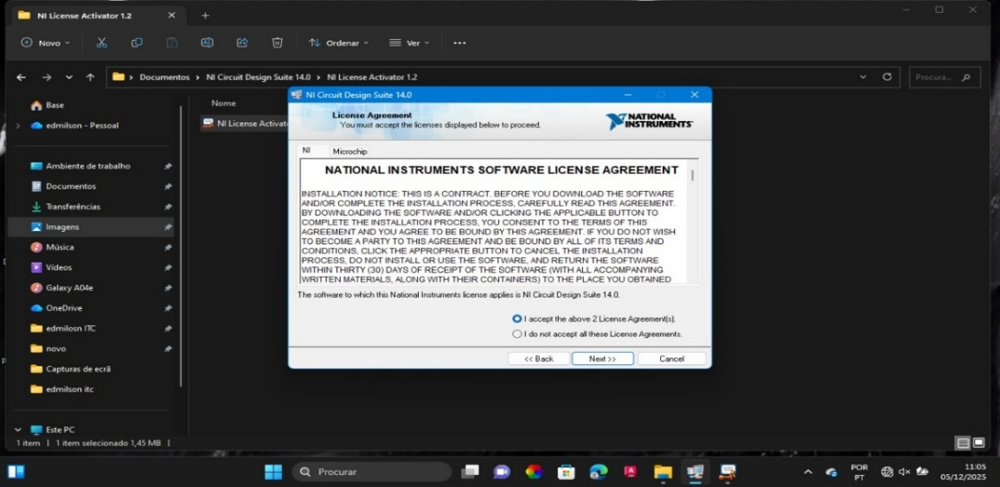 NI License Activator 1.2
Novo
Ordenar
Ver
Documentos > NI Circuit Design Suite 14.0 > NI License Activator 1.2
Procura...
Base
edmilson - Pessoal
Ambiente de trabalho
Documentos
Transferências
Imagens
Música
Vídeos
Galaxy A04e
OneDrive
edmilosn ITC
novo
Capturas de ecrã
edmilson itc
Este PC
1 item | 1 item selecionado 1,45 MB |
Nome
NI License Activat
NI Circuit Design Suite 14.0
License Agreement
You must accept the licenses displayed below to proceed.
NATIONAL
INSTRUMENTS
NI Microchip
NATIONAL INSTRUMENTS SOFTWARE LICENSE AGREEMENT
INSTALLATION NOTICE: THIS IS A CONTRACT. BEFORE YOU DOWNLOAD THE SOFTWARE
AND/OR COMPLETE THE INSTALLATION PROCESS, CAREFULLY READ THIS AGREEMENT.
BY DOWNLOADING THE SOFTWARE AND/OR CLICKING THE APPLICABLE BUTTON TO
COMPLETE THE INSTALLATION PROCESS, YOU CONSENT TO THE TERMS OF THIS
AGREEMENT AND YOU AGREE TO BE BOUND BY THIS AGREEMENT. IF YOU DO NOT WISH
TO BECOME A PARTY TO THIS AGREEMENT AND BE BOUND BY ALL OF ITS TERMS AND
CONDITIONS, CLICK THE APPROPRIATE BUTTON TO CANCEL THE INSTALLATION
PROCESS, DO NOT INSTALL OR USE THE SOFTWARE, AND RETURN THE SOFTWARE
WITHIN THIRTY (30) DAYS OF RECEIPT OF THE SOFTWARE (WITH ALL ACCOMPANYING
WRITTEN MATERIALS, ALONG WITH THEIR CONTAINERS) TO THE PLACE YOU OBTAINED
The software to which this National Instruments license applies is NI Circuit Design Suite 14.0.
I accept the above 2 License Agreement(s).
I do not accept all these License Agreements.
<< Back
Next >>
Cancel
Procurar
POR
PT
11:05
05/12/2025